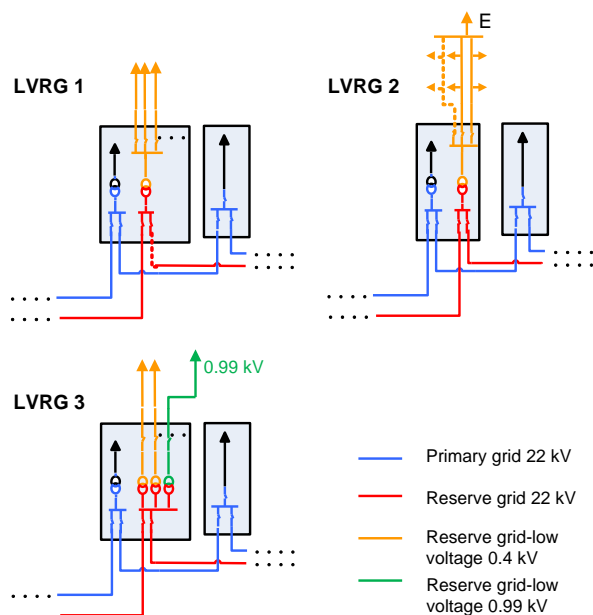 E
LVRG 1
LVRG 2
0.99 kV
LVRG 3
Primary grid 22 kV
Reserve grid 22 kV
Reserve grid-low
voltage 0.4 kV
Reserve grid-low
voltage 0.99 kV